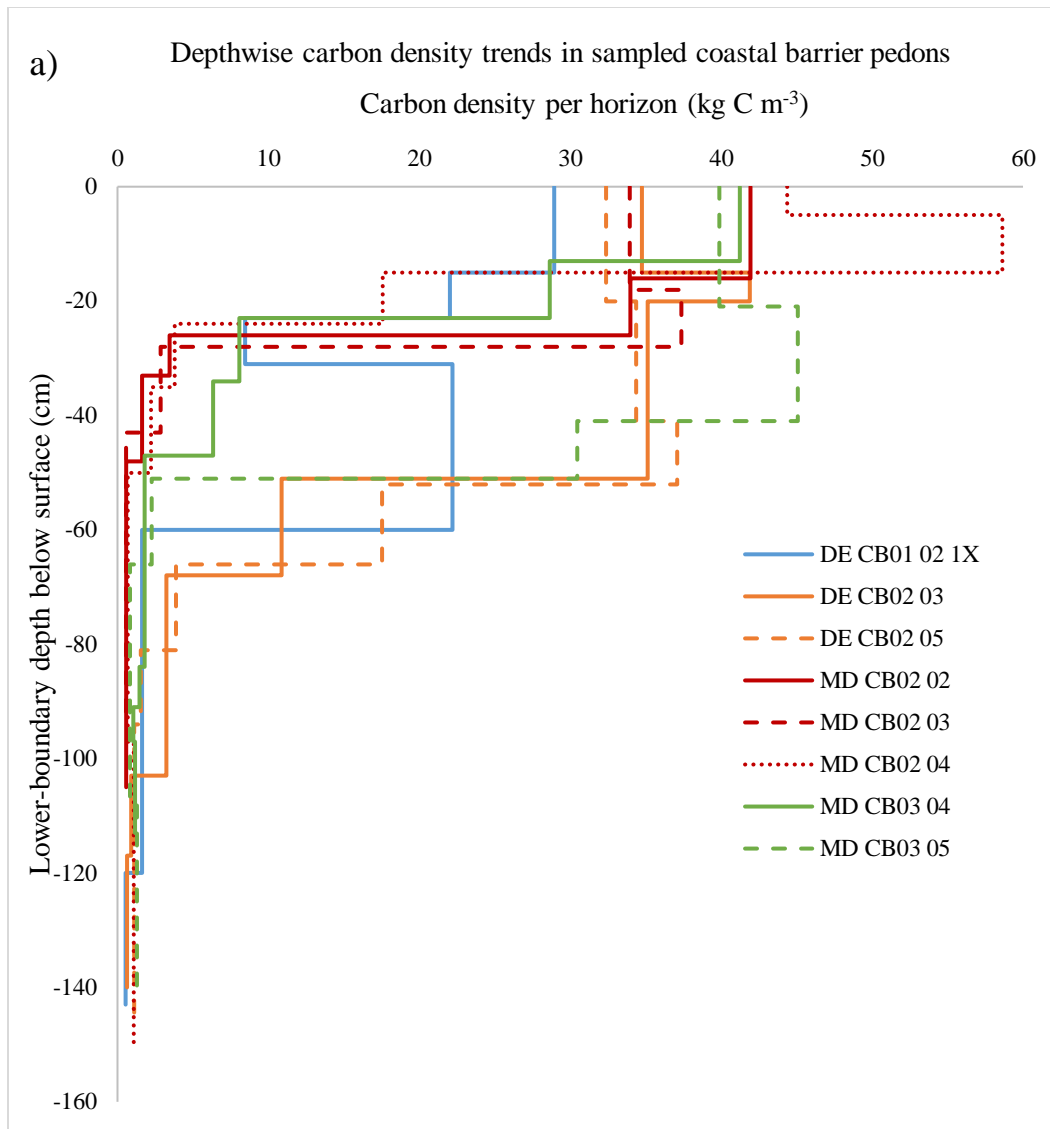 a)
Depthwise carbon density trends in sampled coastal barrier pedons
Carbon density per horizon (kg C m-3)
0 10 20 30 40 50 60
0
-20
-40
-60
-80
-100
-120
-140
-160
Lower-boundary depth below surface (cm)
DE CB01 02 1X
DE CB02 03
DE CB02 05
MD CB02 02
MD CB02 03
MD CB02 04
MD CB03 04
MD CB03 05